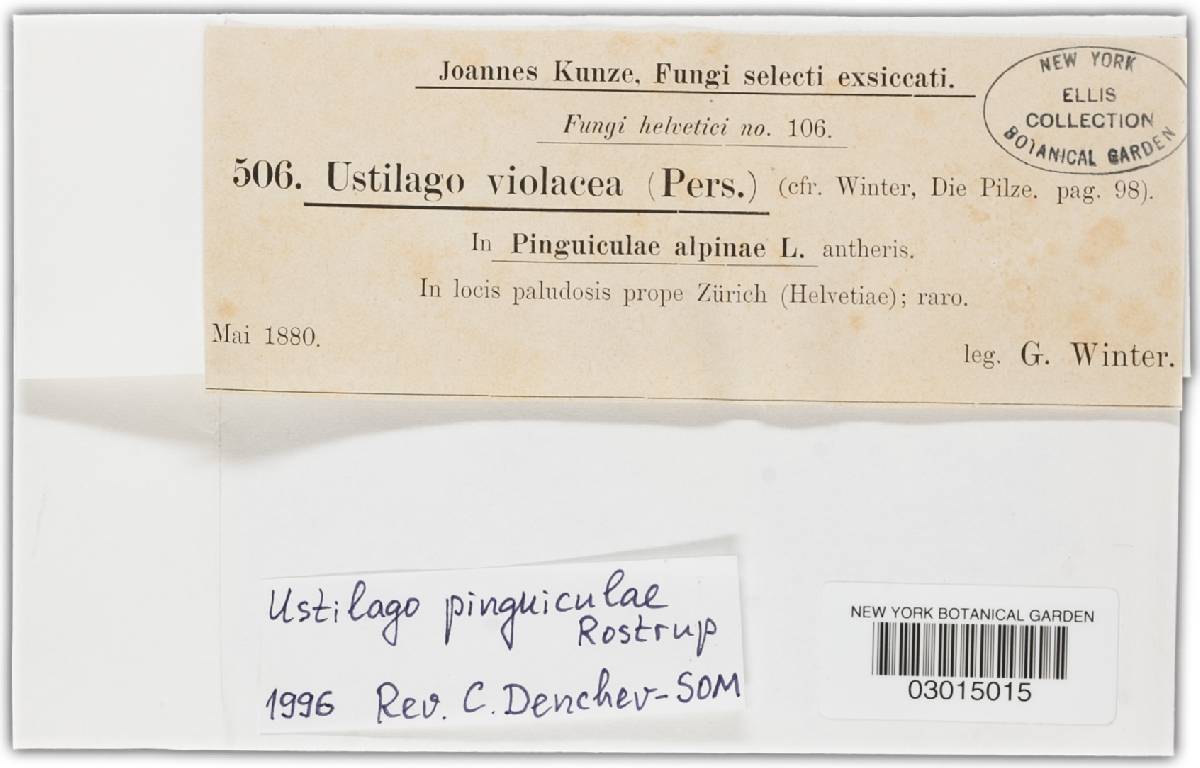 Joannes Kunze, Fungi selecti exsiccati.
NEW YORK
ELLIS
COLLECTION
BOTANICAL GARDEN
Fungi helvetici no. 106.
506. Ustilago violacea (Pers.) (cfr. Winter, Die Pilze. pag. 98).
In Pinguiculae alpinae L. antheris.
In locis paludosis prope Zürich (Helvetiae); raro.
Mai 1880.
leg. G. Winter.
Ustilago pinguiculae
Rostrup
1996 Rev. C. Denchev-SOM
NEW YORK BOTANICAL GARDEN
03015015